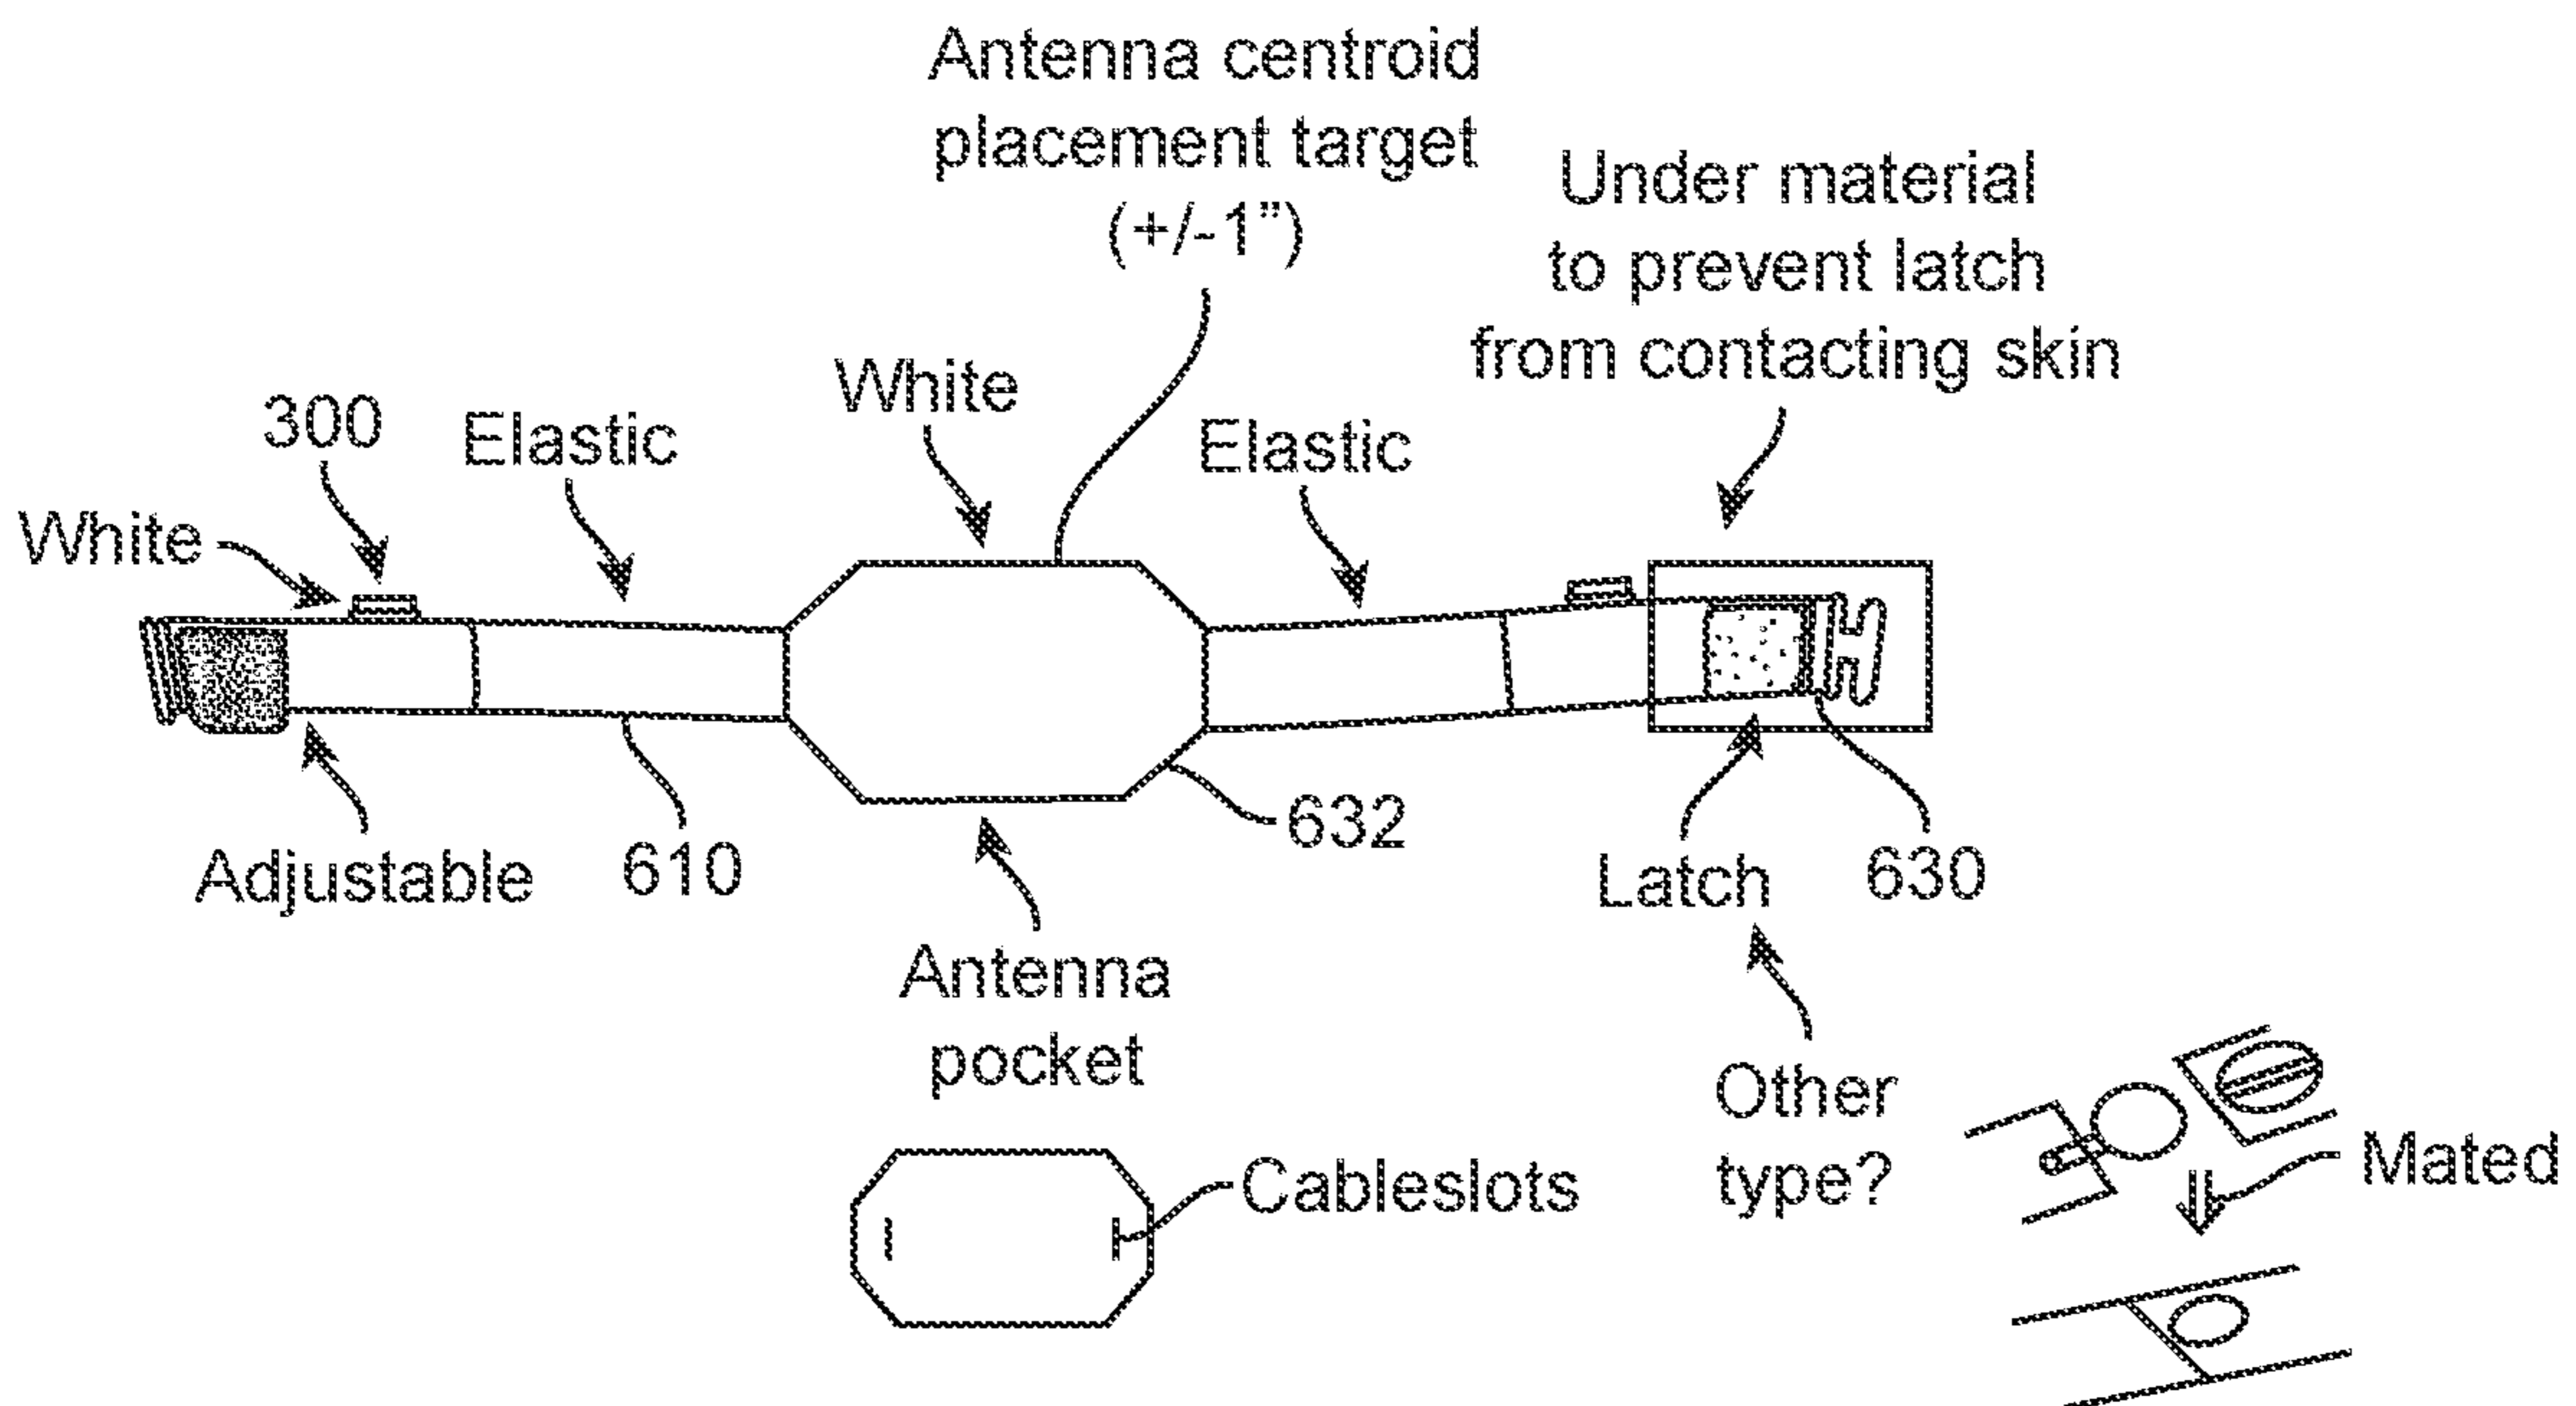 Antenna centroid
placement target
(+/-1”)
Under material
to prevent latch
from contacting skin
White
300
Elastic
Elastic
White
632
Adjustable
610
Latch
630
Antenna
pocket
Other
type?
Cableslots
Mated